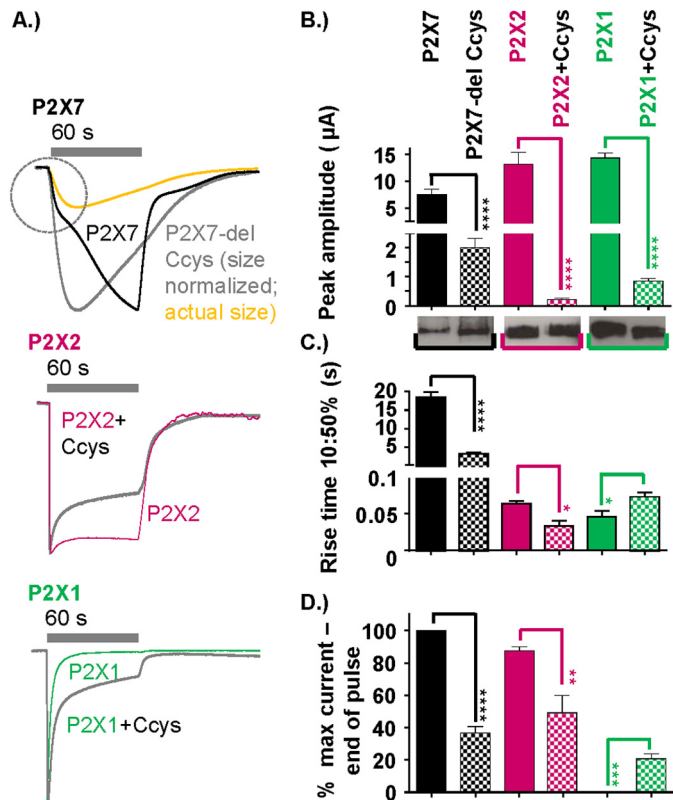 A.)
P2X7
60 s
P2X7
P2X7-del
Ccys (size
normalized;
actual size)
P2X2
60 s
P2X2+
Ccys
P2X2
P2X1
60 s
P2X1
P2X1+Ccys
B.)
P2X7
P2X7-del Ccys
P2X2
P2X2+Ccys
P2X1
P2X1+Ccys
Peak amplitude ( µA)
15
10
5
2
1
0
****
****
****
C.)
Rise time 10:50% (s)
20
15
10
5
0.1
0.05
0
****
*
*
D.)
% max current –
end of pulse
100
80
60
40
20
0
****
**
***